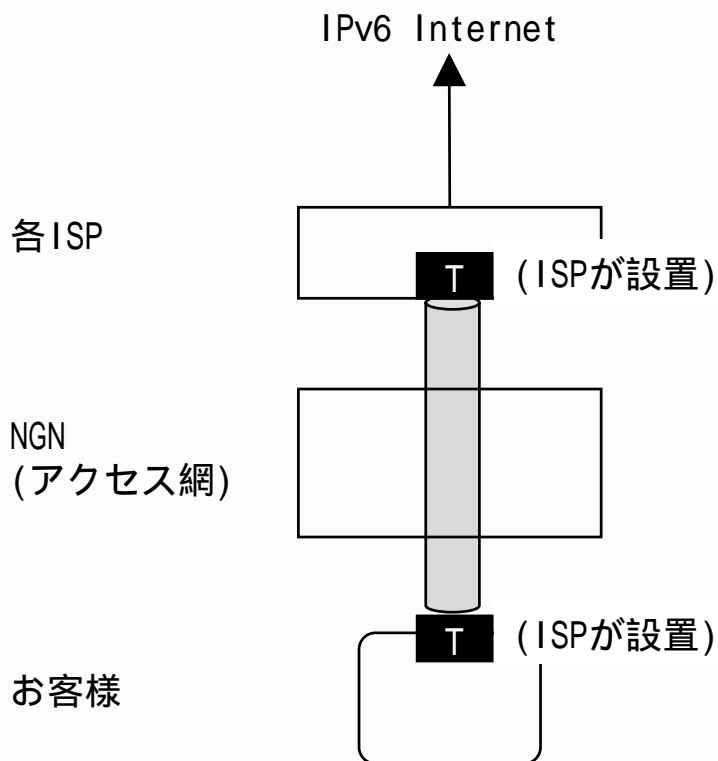 IPv6 Internet
各ISP
T (ISPが設置)
NGN
(アクセス網)
T (ISPが設置)
お客様